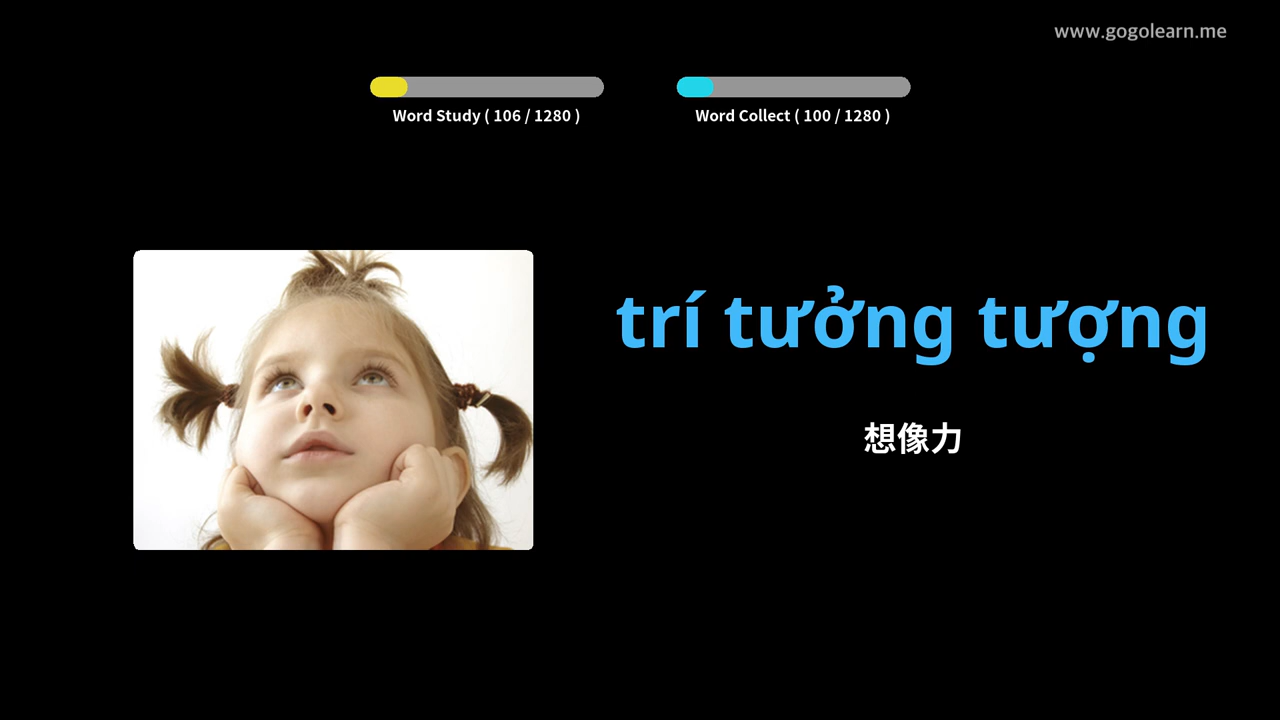 www.gogolearn.me
Word Study ( 106 / 1280 )
Word Collect ( 100 / 1280 )
trí tưởng tượng
想像力